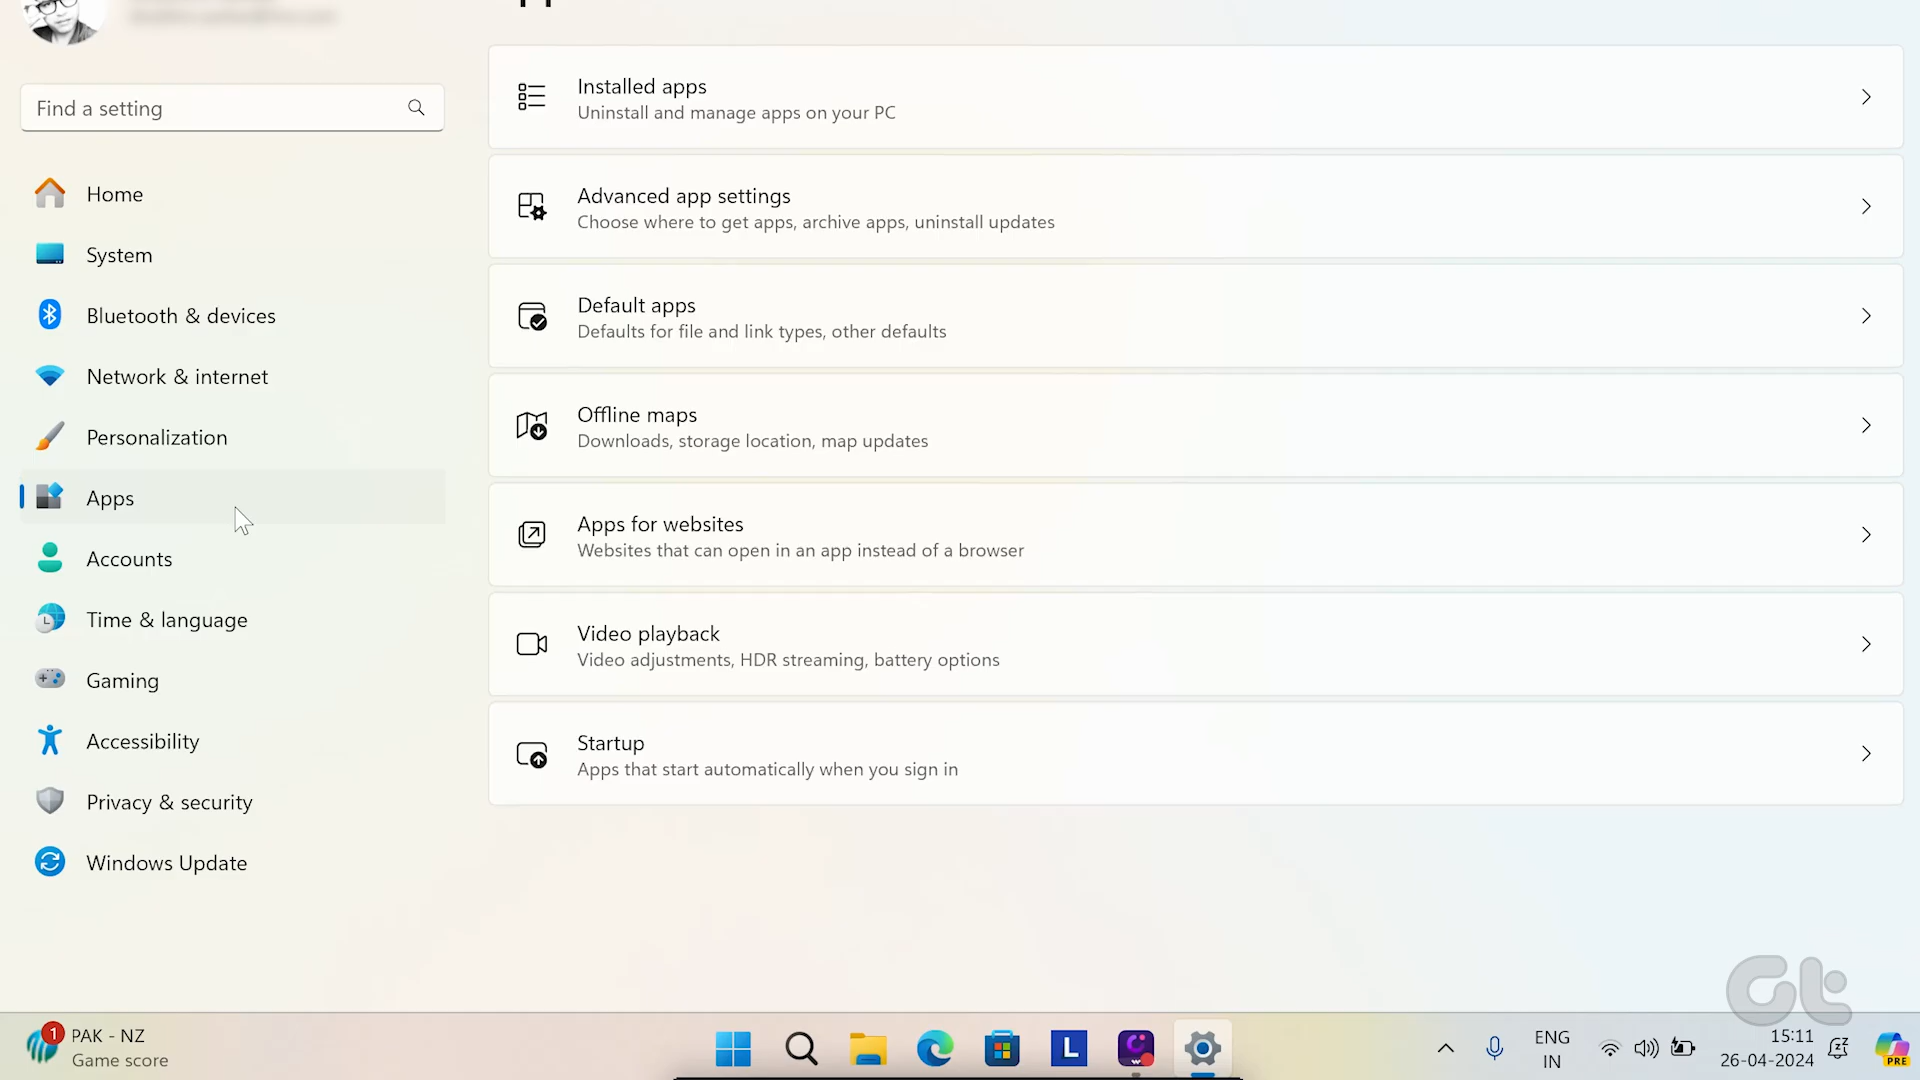 Find a setting
Home
System
Bluetooth & devices
Network & internet
Personalization
Apps
Accounts
Time & language
Gaming
Accessibility
Privacy & security
Windows Update
Installed apps
Uninstall and manage apps on your PC
Advanced app settings
Choose where to get apps, archive apps, uninstall updates
Default apps
Defaults for file and link types, other defaults
Offline maps
Downloads, storage location, map updates
Apps for websites
Websites that can open in an app instead of a browser
Video playback
Video adjustments, HDR streaming, battery options
Startup
Apps that start automatically when you sign in
Gt
1
PAK - NZ
Game score
L
ENG
IN
15:11
26-04-2024
PRE